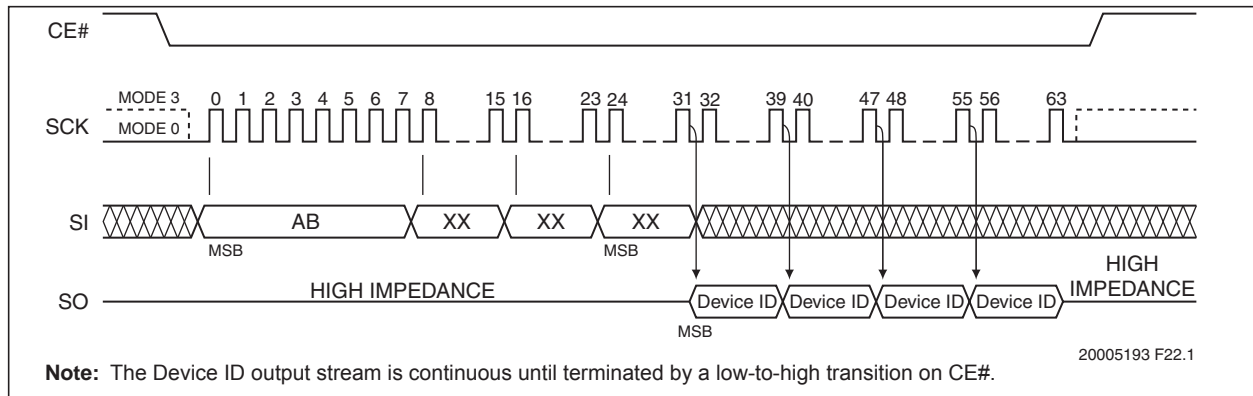 CE#
MODE 3
0 1 2 3 4 5 6 7 8 15 16 23 24 31 32 39 40 47 48 55 56 63
SCK
MODE 0
SI
AB XX XX XX
MSB MSB
HIGH IMPEDANCE
HIGH
IMPEDANCE
SO
Device ID Device ID Device ID Device ID
MSB
20005193 F22.1
Note: The Device ID output stream is continuous until terminated by a low-to-high transition on CE#.